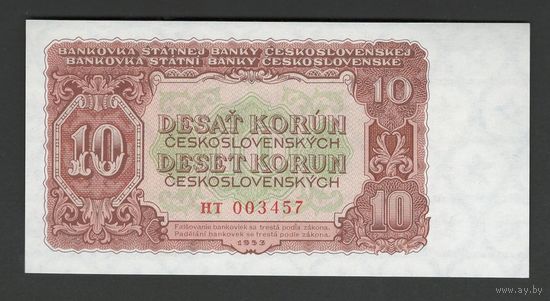 BANKOVKA ŠTÁTNEJ BANKY ČESKOSLOVENSKEJ
BANKOVKA STÁTNÍ BANKY ČESKOSLOVENSKÉ
10
10
DESAŤ KORÚN
ČESKOSLOVENSKÝCH
DESET KORUN
ČESKOSLOVENSKÝCH
HT 003457
10
Falšovanie bankoviek sa trestá podľa zákona.
Padělání bankovek se trestá podle zákona.
1953
www.ay.by